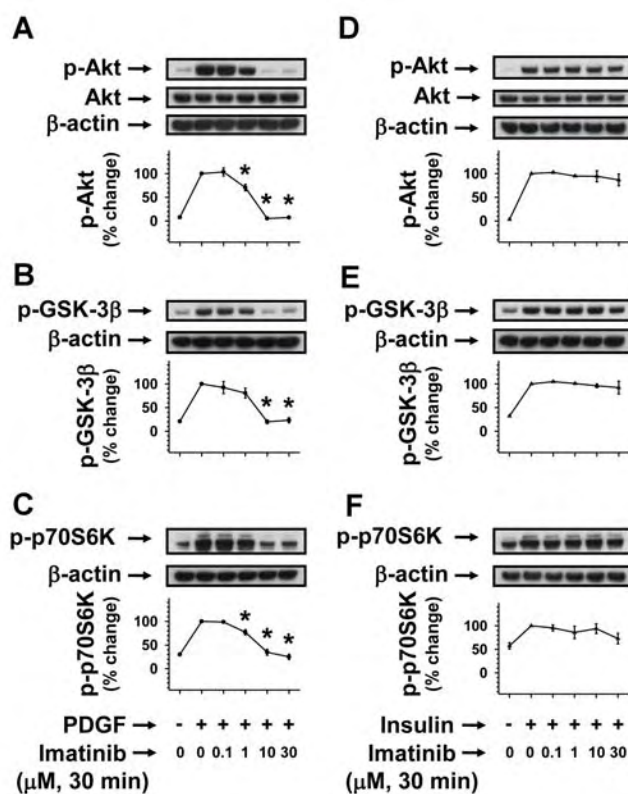 A
p-Akt
Akt
β-actin
p-Akt
(% change)
100
50
0
* * *
B
p-GSK-3β
β-actin
p-GSK-3β
(% change)
100
50
0
* *
C
p-p70S6K
β-actin
p-p70S6K
(% change)
100
50
0
* * *
PDGF - + + + + +
Imatinib 0 0 0.1 1 10 30
(μM, 30 min)
D
p-Akt
Akt
β-actin
p-Akt
(% change)
100
50
0
E
p-GSK-3β
β-actin
p-GSK-3β
(% change)
100
50
0
F
p-p70S6K
β-actin
p-p70S6K
(% change)
100
50
0
Insulin - + + + + +
Imatinib 0 0 0.1 1 10 30
(μM, 30 min)